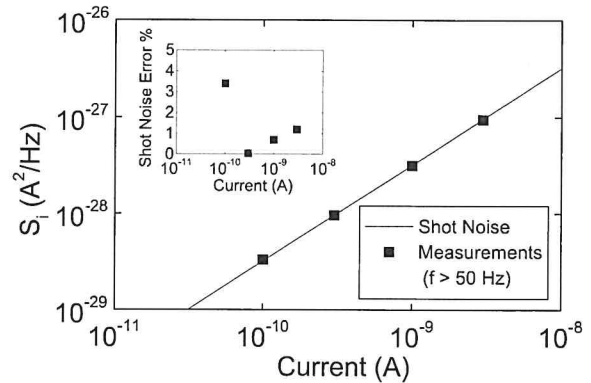 10^-26
10^-27
10^-28
10^-29
S_i (A^2/Hz)
Shot Noise Error %
5
4
3
2
1
0
10^-11 10^-10 10^-9 10^-8
Current (A)
Shot Noise
Measurements
(f > 50 Hz)
10^-11 10^-10 10^-9 10^-8
Current (A)